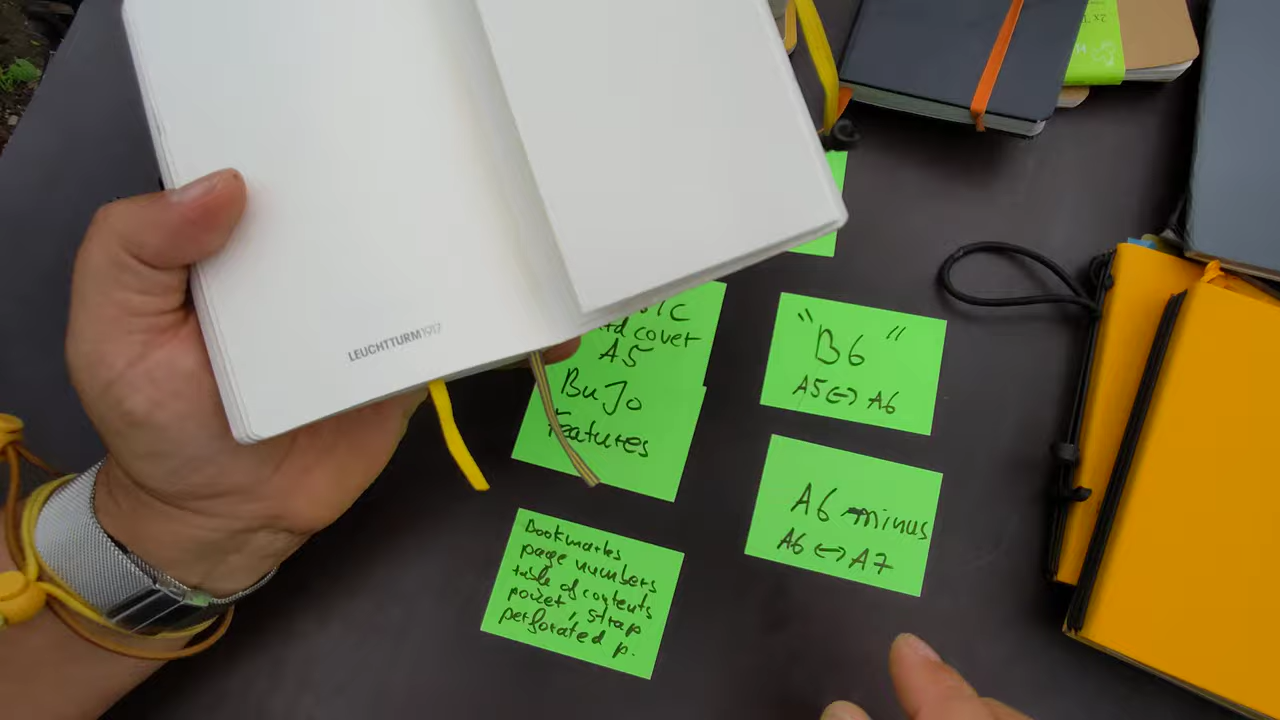 2x
LEUCHTTURM1917
cover
A5
BuJo
features
"B6"
A5<->A6
A6 minus
A6<->A7
Bookmarks
page numbers
table of contents
pocket, strap
perforated p.